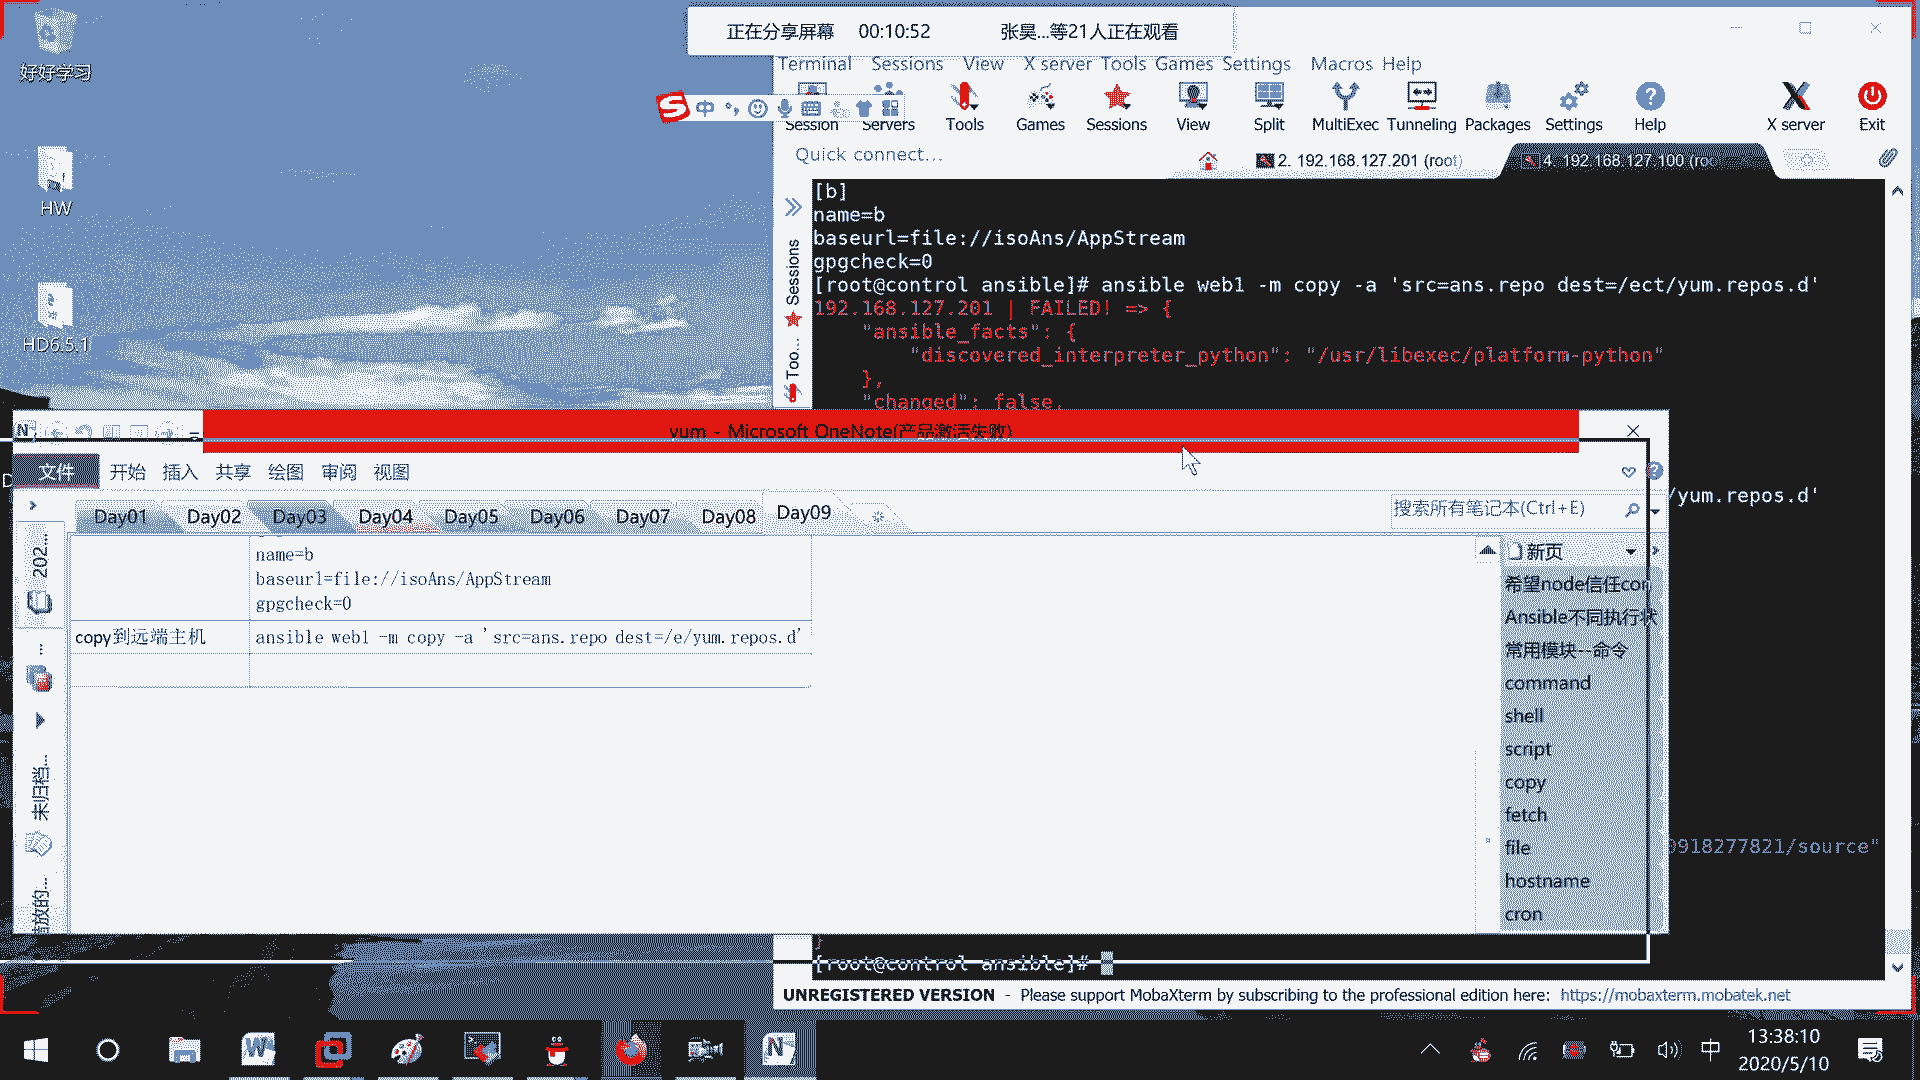 正在分享屏幕 00:10:52 张昊...等21人正在观看
好好学习
HW
HD6.5.1
Terminal Sessions View X server Tools Games Settings Macros Help
中
Session Servers Tools Games Sessions View Split MultiExec Tunneling Packages Settings Help X server Exit
Quick connect...
2. 192.168.127.201 (root)
4. 192.168.127.100 (roo
Sessions
Too...
[b]
name=b
baseurl=file://isoAns/AppStream
gpgcheck=0
[root@control ansible]# ansible web1 -m copy -a 'src=ans.repo dest=/ect/yum.repos.d'
192.168.127.201 | FAILED! => {
"ansible_facts": {
"discovered_interpreter_python": "/usr/libexec/platform-python"
},
"changed": false,
/yum.repos.d'
0918277821/source"
}
[root@control ansible]#
UNREGISTERED VERSION - Please support MobaXterm by subscribing to the professional edition here: https://mobaxterm.mobatek.net
yum - Microsoft OneNote(产品激活失败)
文件 开始 插入 共享 绘图 审阅 视图
Day01 Day02 Day03 Day04 Day05 Day06 Day07 Day08 Day09
搜索所有笔记本(Ctrl+E)
202...
...
未归档...
name=b
baseurl=file://isoAns/AppStream
gpgcheck=0
copy到远端主机 ansible web1 -m copy -a 'src=ans.repo dest=/e/yum.repos.d'
新页
希望node信任con
Ansible不同执行状
常用模块--命令
command
shell
script
copy
fetch
file
hostname
cron
中
13:38:10
2020/5/10